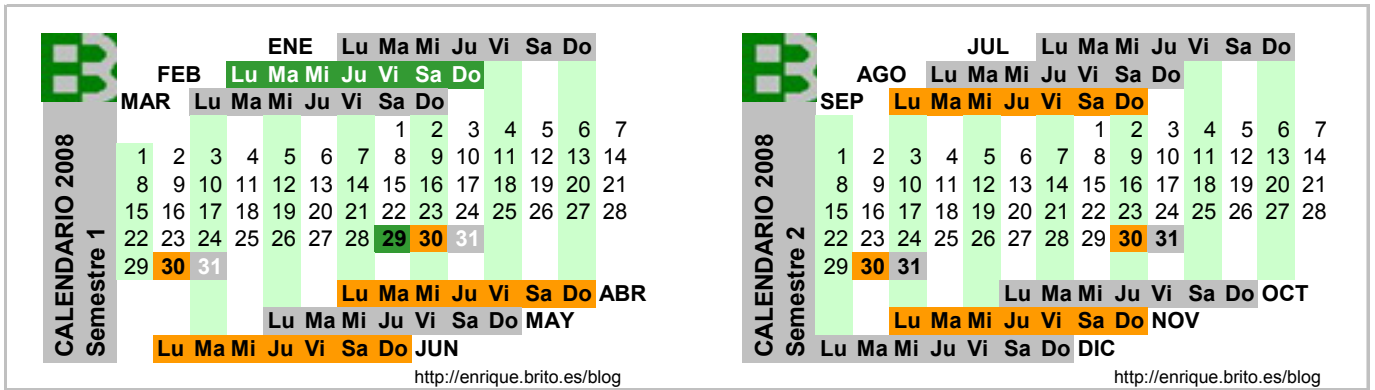 ENE Lu Ma Mi Ju Vi Sa Do
FEB Lu Ma Mi Ju Vi Sa Do
MAR Lu Ma Mi Ju Vi Sa Do
1 2 3 4 5 6 7
1 2 3 4 5 6 7 8 9 10 11 12 13 14
8 9 10 11 12 13 14 15 16 17 18 19 20 21
15 16 17 18 19 20 21 22 23 24 25 26 27 28
22 23 24 25 26 27 28 29 30 31
29 30 31
Lu Ma Mi Ju Vi Sa Do ABR
Lu Ma Mi Ju Vi Sa Do MAY
Lu Ma Mi Ju Vi Sa Do JUN
CALENDARIO 2008
Semestre 1
http://enrique.brito.es/blog
JUL Lu Ma Mi Ju Vi Sa Do
AGO Lu Ma Mi Ju Vi Sa Do
SEP Lu Ma Mi Ju Vi Sa Do
1 2 3 4 5 6 7
1 2 3 4 5 6 7 8 9 10 11 12 13 14
8 9 10 11 12 13 14 15 16 17 18 19 20 21
15 16 17 18 19 20 21 22 23 24 25 26 27 28
22 23 24 25 26 27 28 29 30 31
29 30 31
Lu Ma Mi Ju Vi Sa Do OCT
Lu Ma Mi Ju Vi Sa Do NOV
Lu Ma Mi Ju Vi Sa Do DIC
CALENDARIO 2008
Semestre 2
http://enrique.brito.es/blog